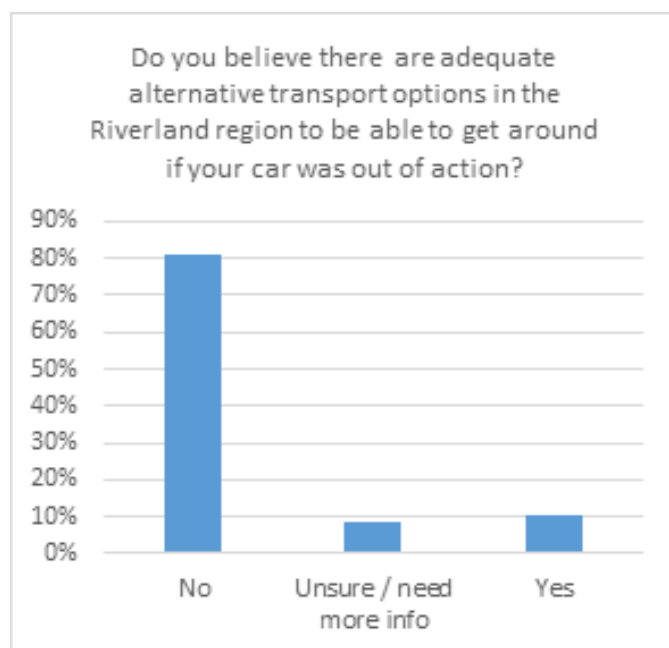 Do you believe there are adequate
alternative transport options in the
Riverland region to be able to get around
if your car was out of action?
90%
80%
70%
60%
50%
40%
30%
20%
10%
0%
No
Unsure / need
more info
Yes